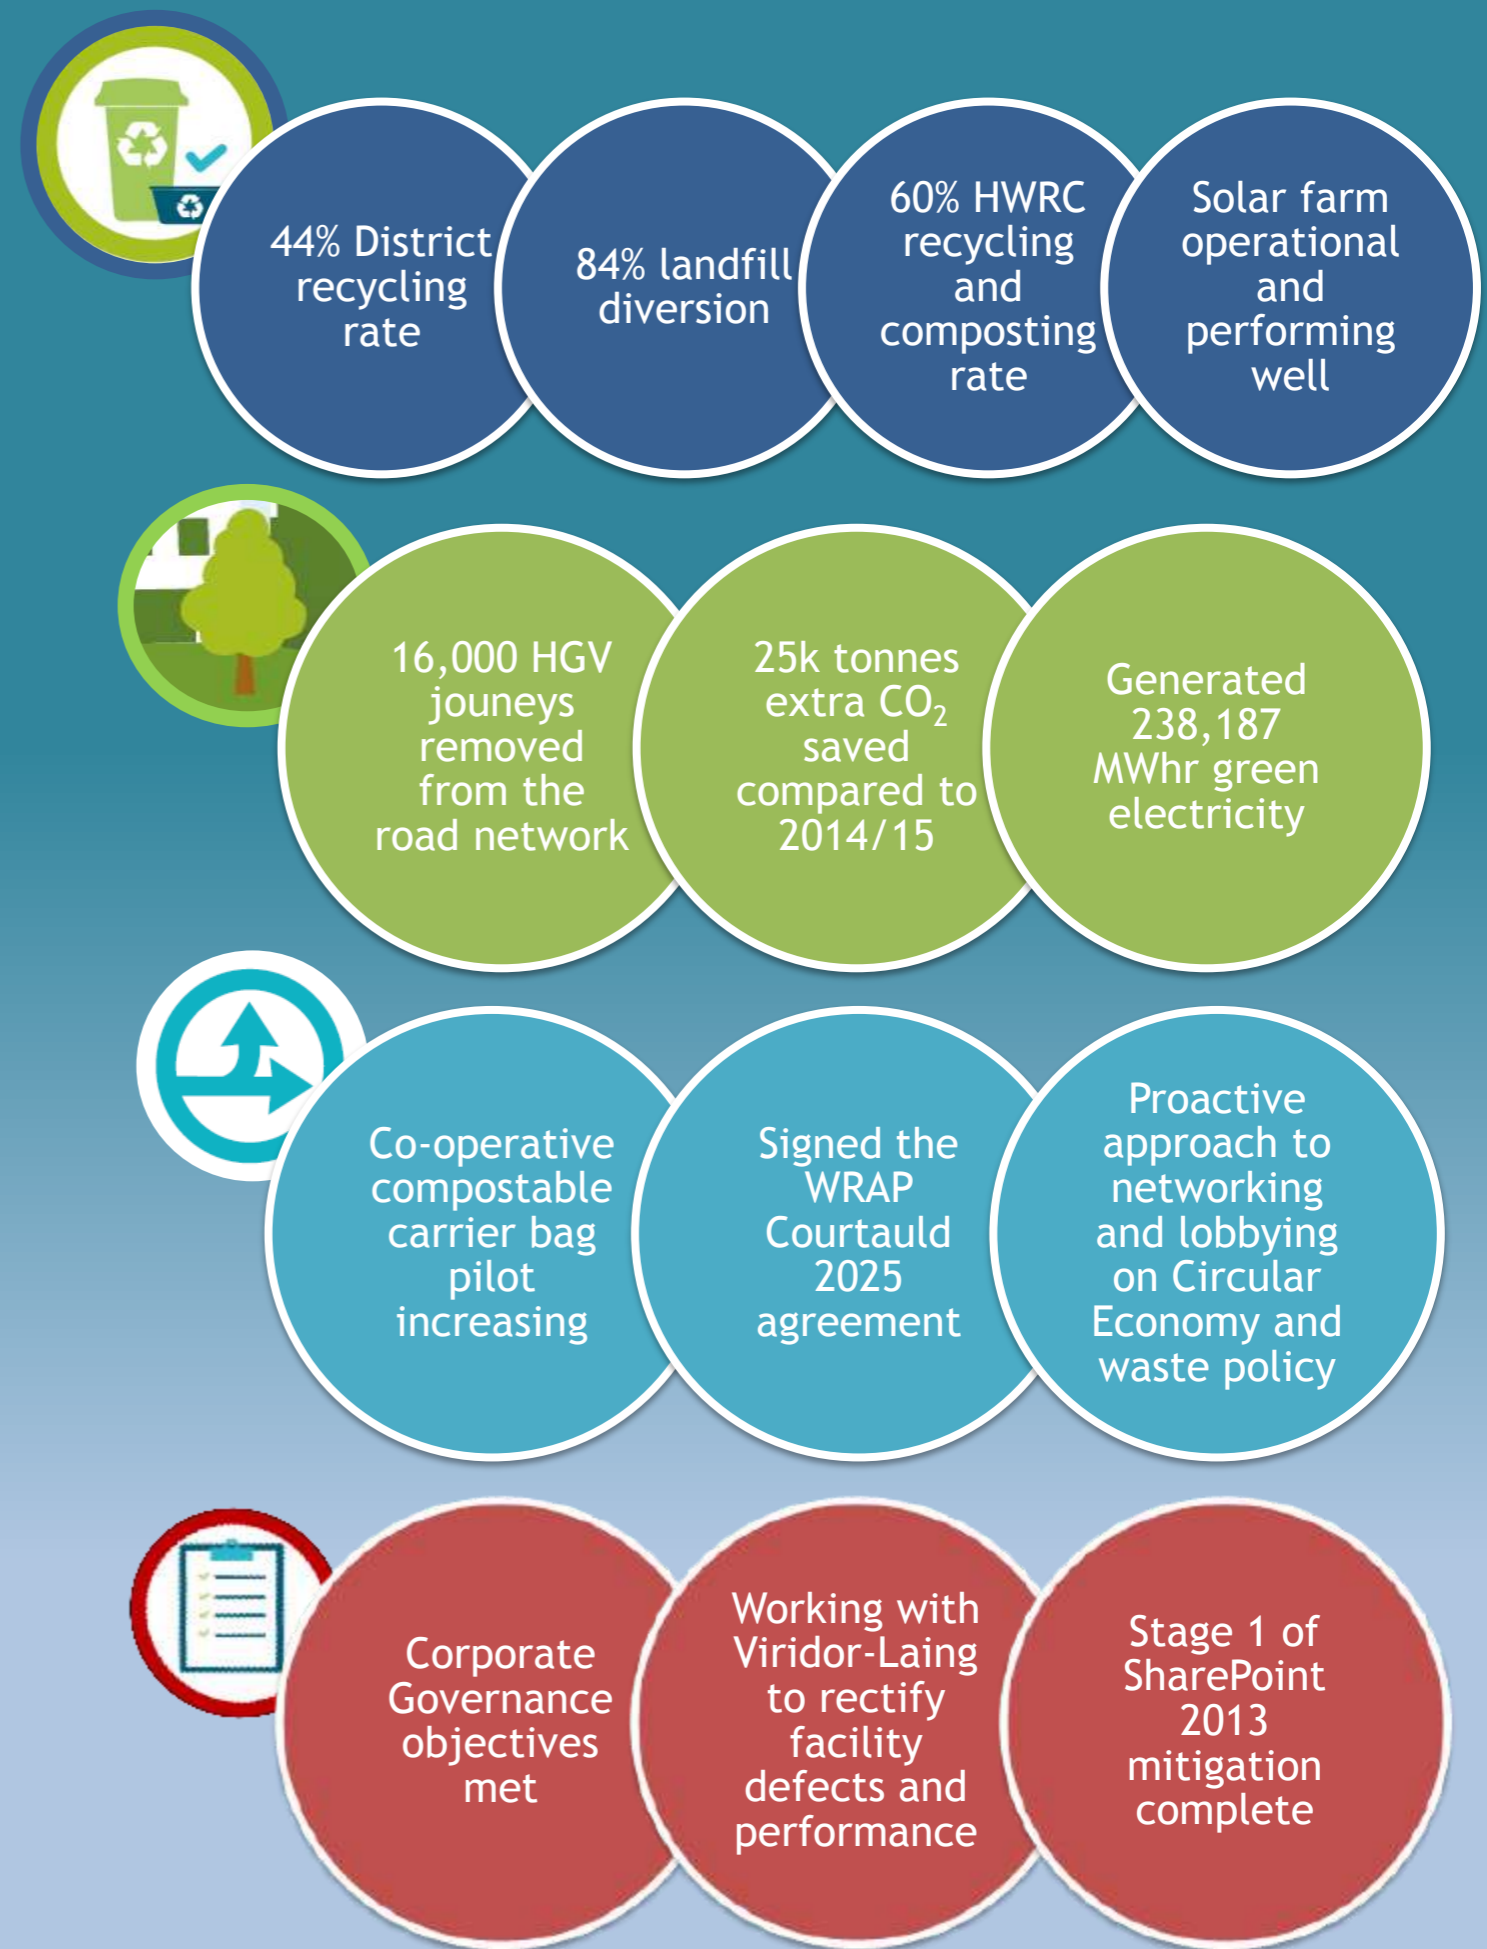 44% District
recycling
rate
84% landfill
diversion
60% HWRC
recycling
and
composting
rate
Solar farm
operational
and
performing
well
16,000 HGV
jouneys
removed
from the
road network
25k tonnes
extra CO₂
saved
compared to
2014/15
Generated
238,187
MWhr green
electricity
Co-operative
compostable
carrier bag
pilot
increasing
Signed the
WRAP
Courtauld
2025
agreement
Proactive
approach to
networking
and lobbying
on Circular
Economy and
waste policy
Corporate
Governance
objectives
met
Working with
Viridor-Laing
to rectify
facility
defects and
performance
Stage 1 of
SharePoint
2013
mitigation
complete